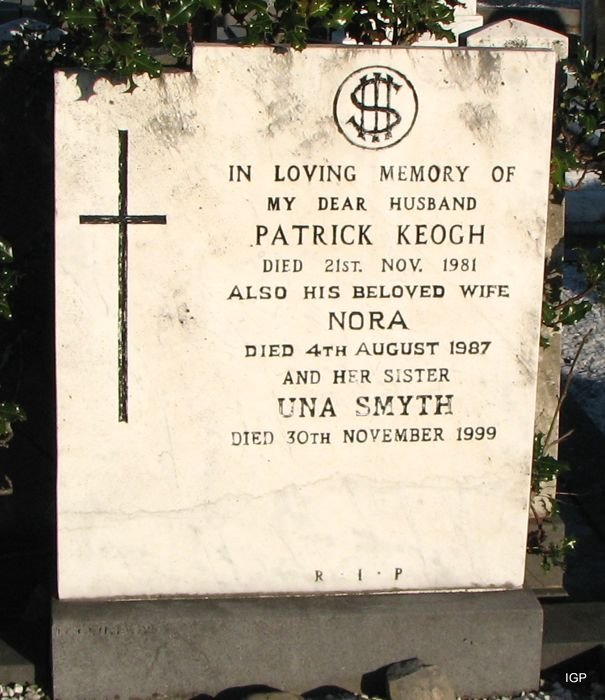 IHS
IN LOVING MEMORY OF
MY DEAR HUSBAND
PATRICK KEOGH
DIED 21ST. NOV. 1981
ALSO HIS BELOVED WIFE
NORA
DIED 4TH AUGUST 1987
AND HER SISTER
UNA SMYTH
DIED 30TH NOVEMBER 1999
R · I · P
IGP